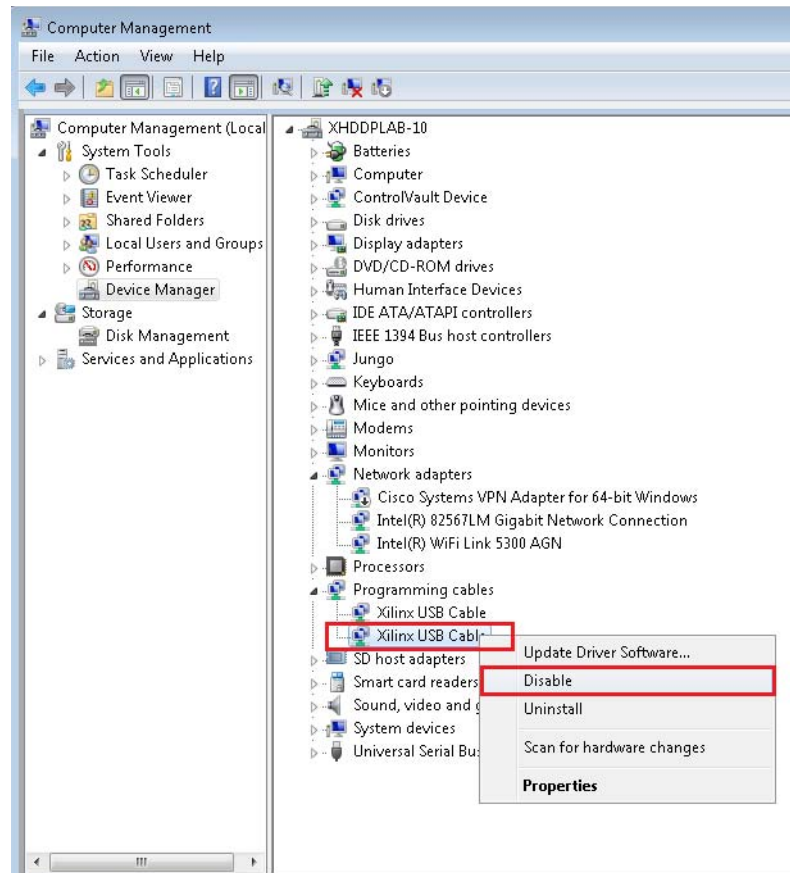 Computer Management
File Action View Help
Computer Management (Local
System Tools
Task Scheduler
Event Viewer
Shared Folders
Local Users and Groups
Performance
Device Manager
Storage
Disk Management
Services and Applications
XHDDPLAB-10
Batteries
Computer
ControlVault Device
Disk drives
Display adapters
DVD/CD-ROM drives
Human Interface Devices
IDE ATA/ATAPI controllers
IEEE 1394 Bus host controllers
Jungo
Keyboards
Mice and other pointing devices
Modems
Monitors
Network adapters
Cisco Systems VPN Adapter for 64-bit Windows
Intel(R) 82567LM Gigabit Network Connection
Intel(R) WiFi Link 5300 AGN
Processors
Programming cables
Xilinx USB Cable
Xilinx USB Cable
SD host adapters
Smart card readers
Sound, video and
System devices
Universal Serial
Update Driver Software...
Disable
Uninstall
Scan for hardware changes
Properties